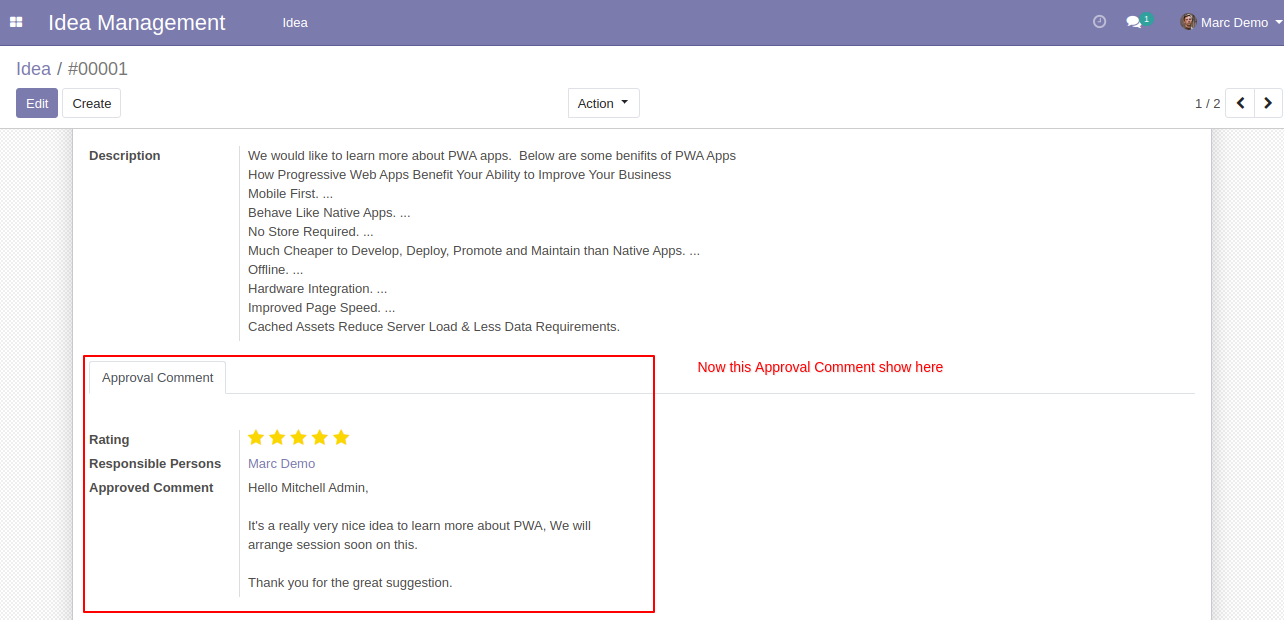 Idea Management Idea 1 Marc Demo
Idea / #00001
Edit Create Action 1 / 2
Description
We would like to learn more about PWA apps.  Below are some benifits of PWA Apps
How Progressive Web Apps Benefit Your Ability to Improve Your Business
Mobile First. ...
Behave Like Native Apps. ...
No Store Required. ...
Much Cheaper to Develop, Deploy, Promote and Maintain than Native Apps. ...
Offline. ...
Hardware Integration. ...
Improved Page Speed. ...
Cached Assets Reduce Server Load & Less Data Requirements.
Now this Approval Comment show here
Approval Comment
Rating
Responsible Persons Marc Demo
Approved Comment Hello Mitchell Admin,
It's a really very nice idea to learn more about PWA, We will
arrange session soon on this.
Thank you for the great suggestion.